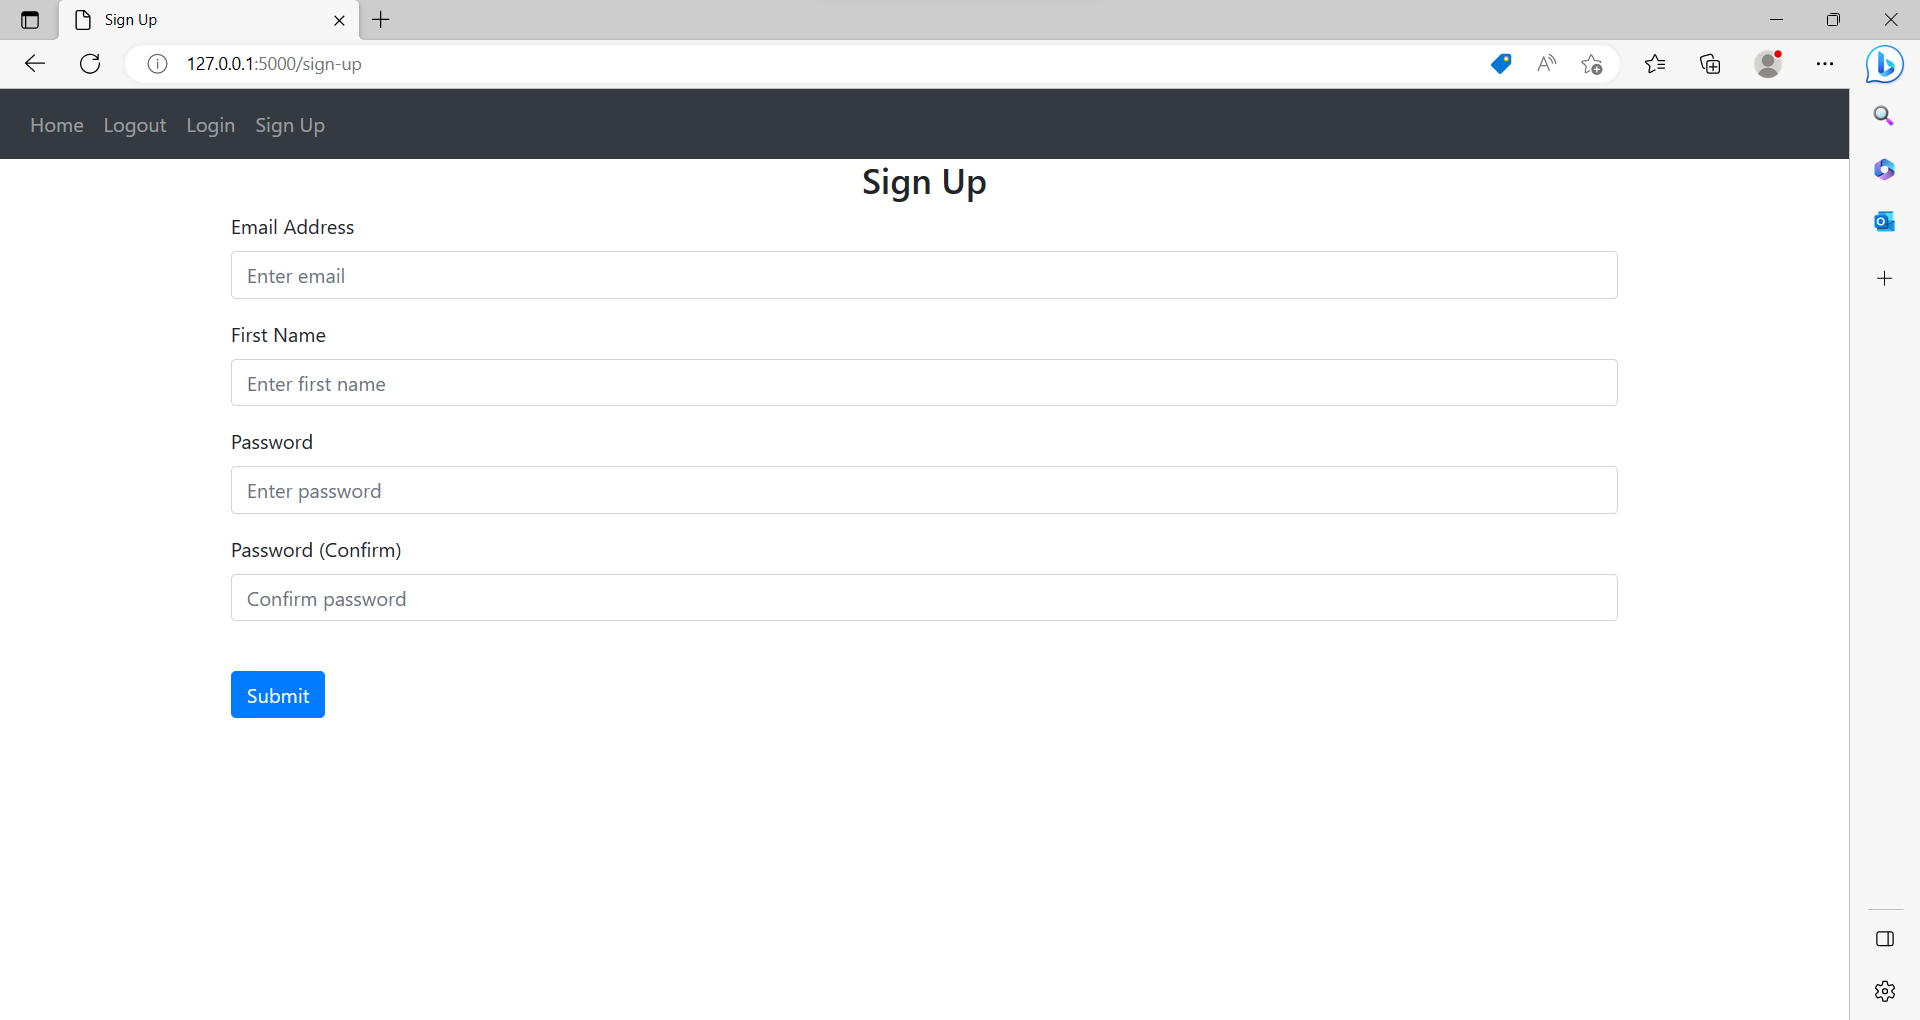 Sign Up
127.0.0.1:5000/sign-up
Home Logout Login Sign Up
Sign Up
Email Address
Enter email
First Name
Enter first name
Password
Enter password
Password (Confirm)
Confirm password
Submit